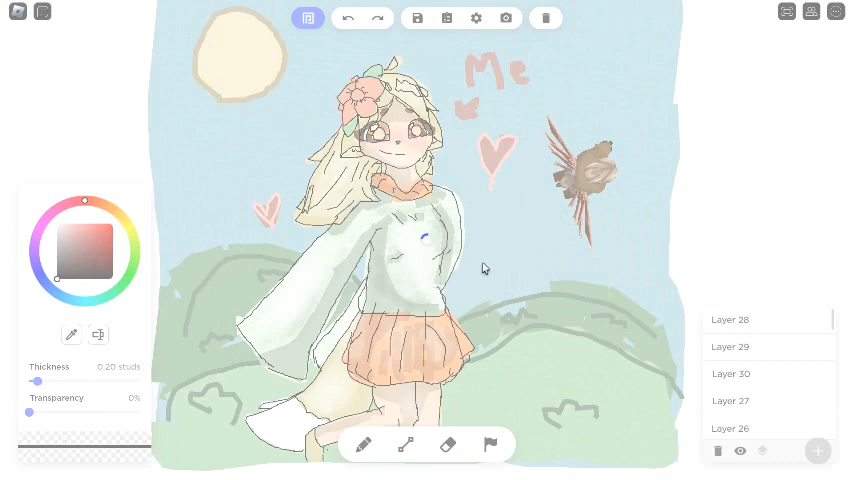 Me
Thickness 0.20 studs
Transparency 0%
Layer 28
Layer 29
Layer 30
Layer 27
Layer 26